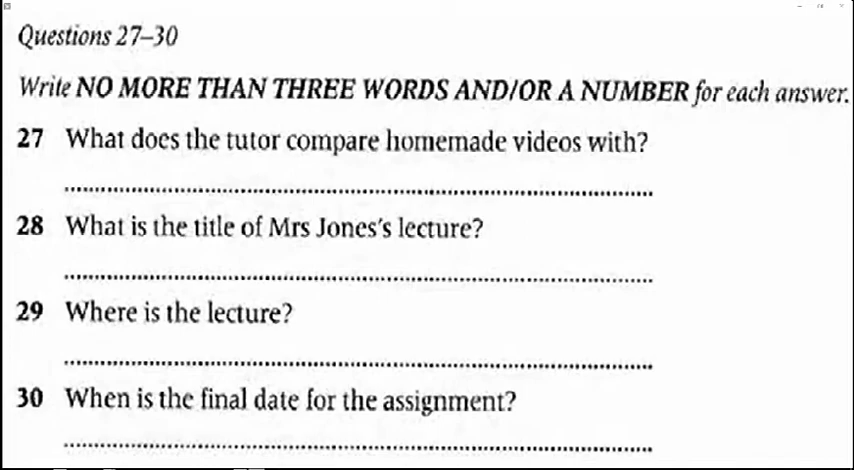 Questions 27–30
Write NO MORE THAN THREE WORDS AND/OR A NUMBER for each answer.
27 What does the tutor compare homemade videos with?
28 What is the title of Mrs Jones's lecture?
29 Where is the lecture?
30 When is the final date for the assignment?